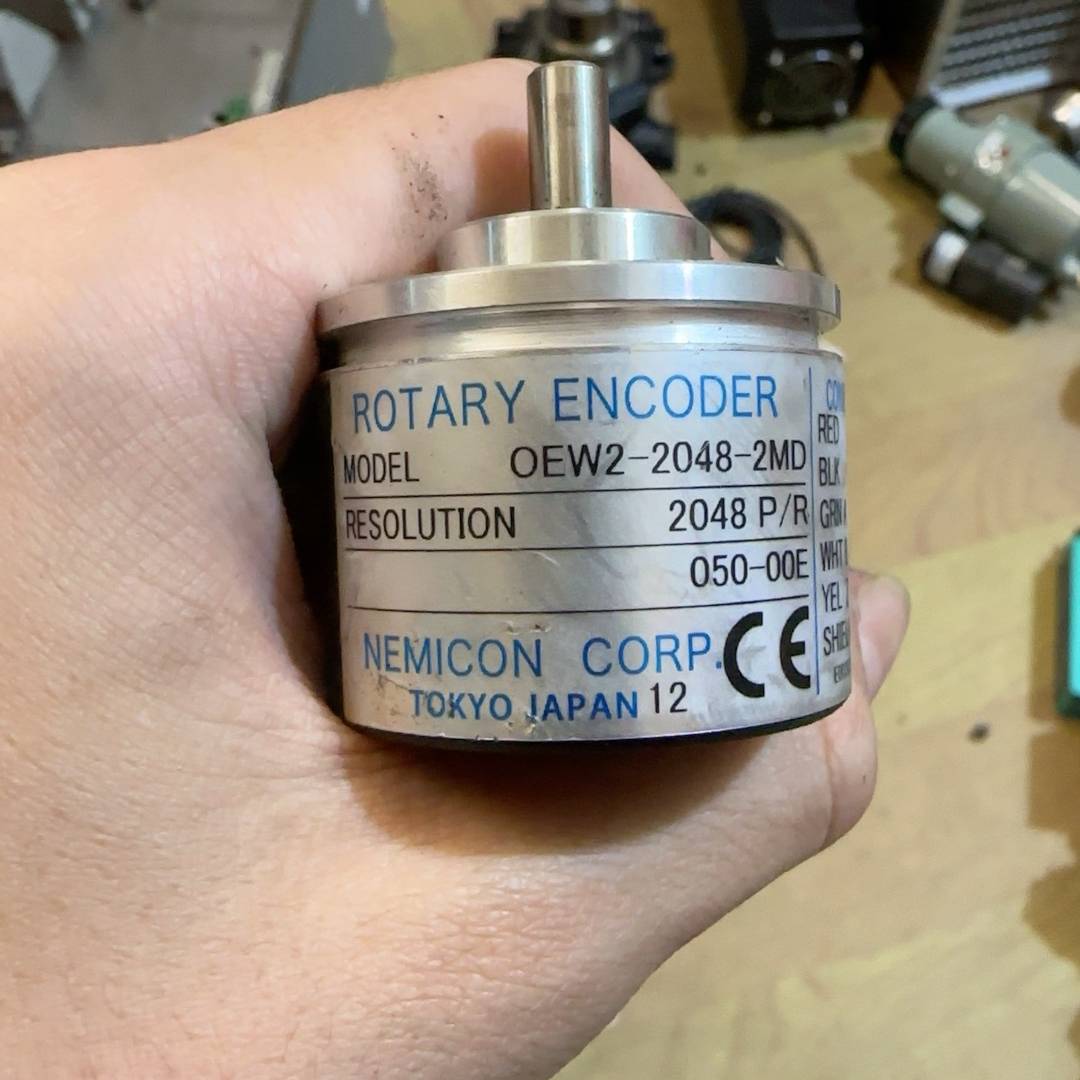 ROTARY ENCODER
MODEL OEW2-2048-2MD
RESOLUTION 2048 P/R
050-00E
NEMICON CORP.
CE
TOKYO JAPAN 12
RED
BLK
GRN
WHT
YEL